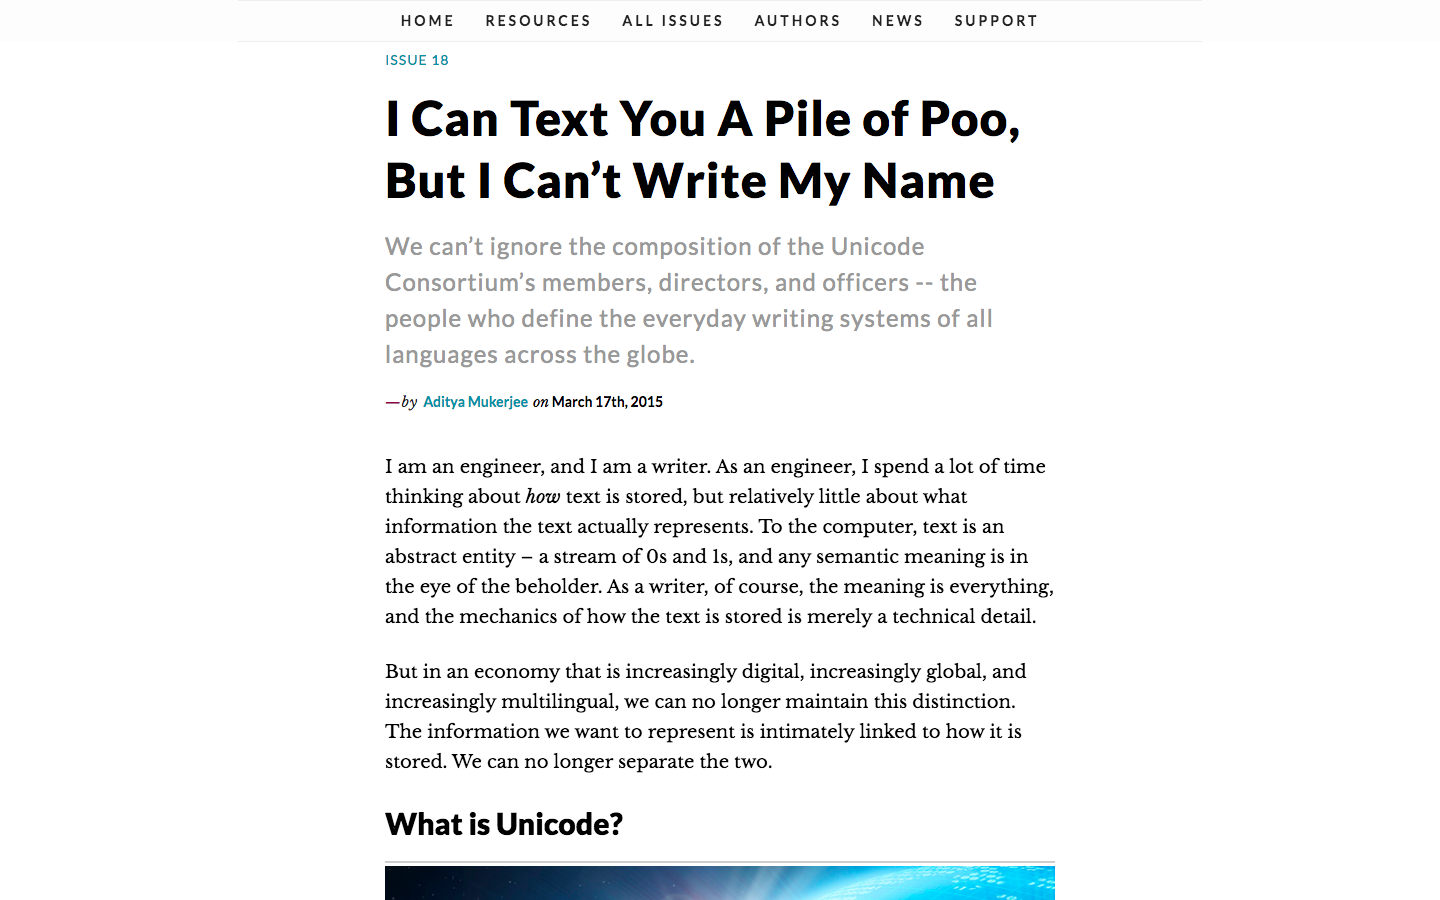 HOME RESOURCES ALL ISSUES AUTHORS NEWS SUPPORT
ISSUE 18
I Can Text You A Pile of Poo,
But I Can’t Write My Name
We can’t ignore the composition of the Unicode
Consortium’s members, directors, and officers -- the
people who define the everyday writing systems of all
languages across the globe.
—by Aditya Mukerjee on March 17th, 2015
I am an engineer, and I am a writer. As an engineer, I spend a lot of time
thinking about how text is stored, but relatively little about what
information the text actually represents. To the computer, text is an
abstract entity – a stream of 0s and 1s, and any semantic meaning is in
the eye of the beholder. As a writer, of course, the meaning is everything,
and the mechanics of how the text is stored is merely a technical detail.
But in an economy that is increasingly digital, increasingly global, and
increasingly multilingual, we can no longer maintain this distinction.
The information we want to represent is intimately linked to how it is
stored. We can no longer separate the two.
What is Unicode?